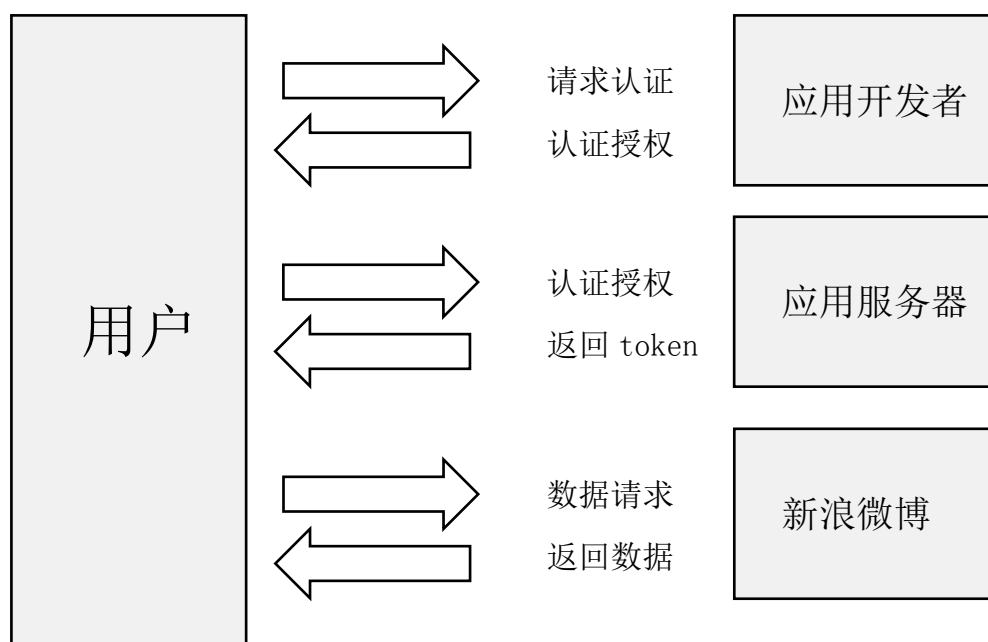 用户
请求认证
认证授权
应用开发者
认证授权
返回 token
应用服务器
数据请求
返回数据
新浪微博